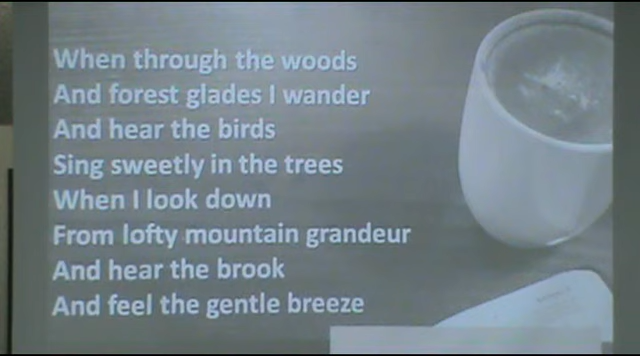 When through the woods
And forest glades I wander
And hear the birds
Sing sweetly in the trees
When I look down
From lofty mountain grandeur
And hear the brook
And feel the gentle breeze